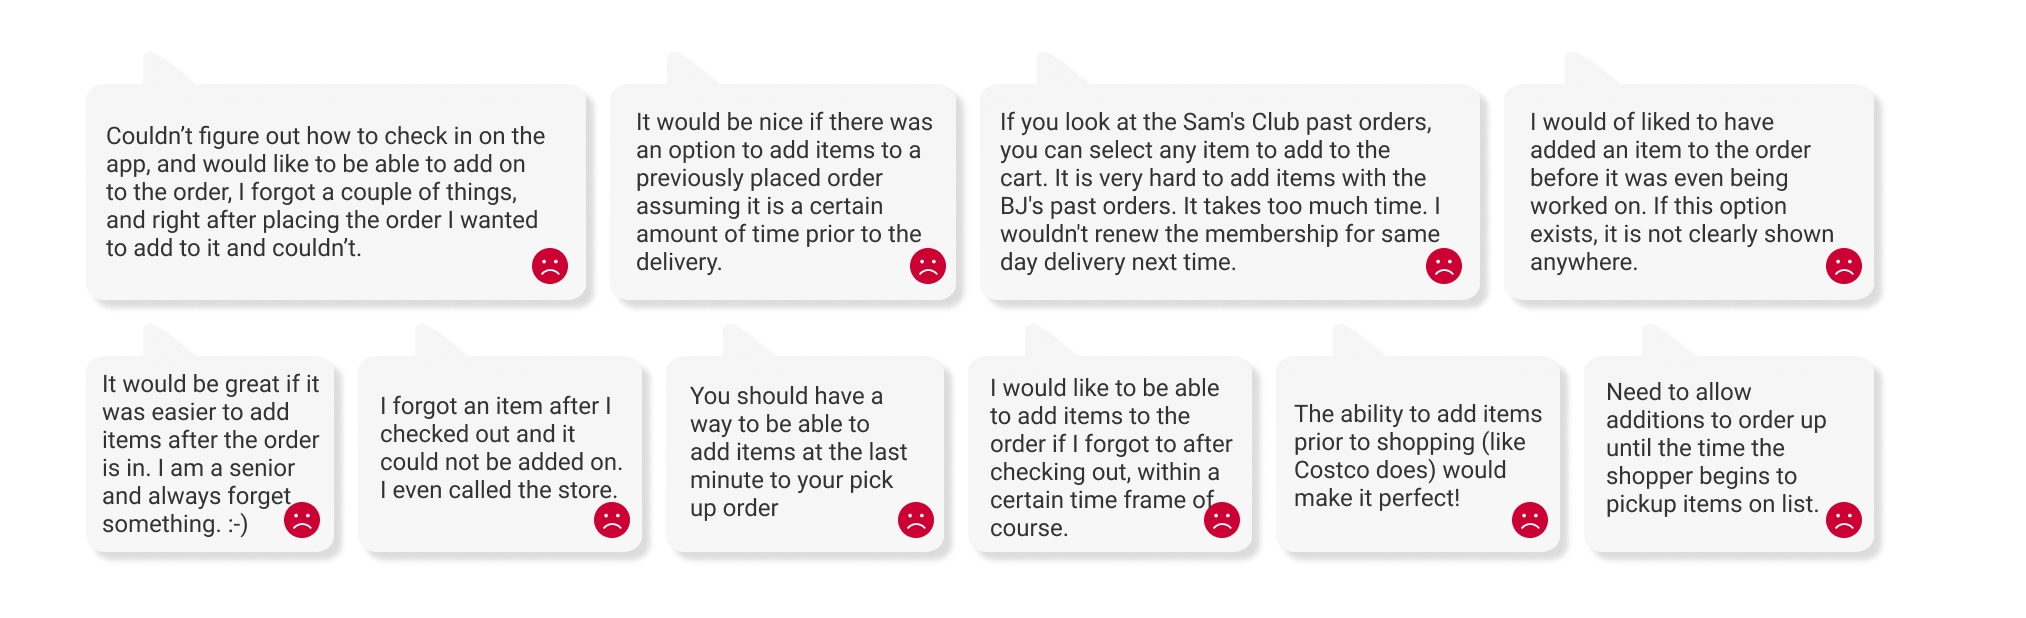 Couldn’t figure out how to check in on the
app, and would like to be able to add on
to the order, I forgot a couple of things,
and right after placing the order I wanted
to add to it and couldn’t.
It would be nice if there was
an option to add items to a
previously placed order
assuming it is a certain
amount of time prior to the
delivery.
If you look at the Sam's Club past orders,
you can select any item to add to the
cart. It is very hard to add items with the
BJ's past orders. It takes too much time. I
wouldn't renew the membership for same
day delivery next time.
I would of liked to have
added an item to the order
before it was even being
worked on. If this option
exists, it is not clearly shown
anywhere.
It would be great if it
was easier to add
items after the order
is in. I am a senior
and always forget
something. :-)
I forgot an item after I
checked out and it
could not be added on.
I even called the store.
You should have a
way to be able to
add items at the last
minute to your pick
up order
I would like to be able
to add items to the
order if I forgot to after
checking out, within a
certain time frame of
course.
The ability to add items
prior to shopping (like
Costco does) would
make it perfect!
Need to allow
additions to order up
until the time the
shopper begins to
pickup items on list.